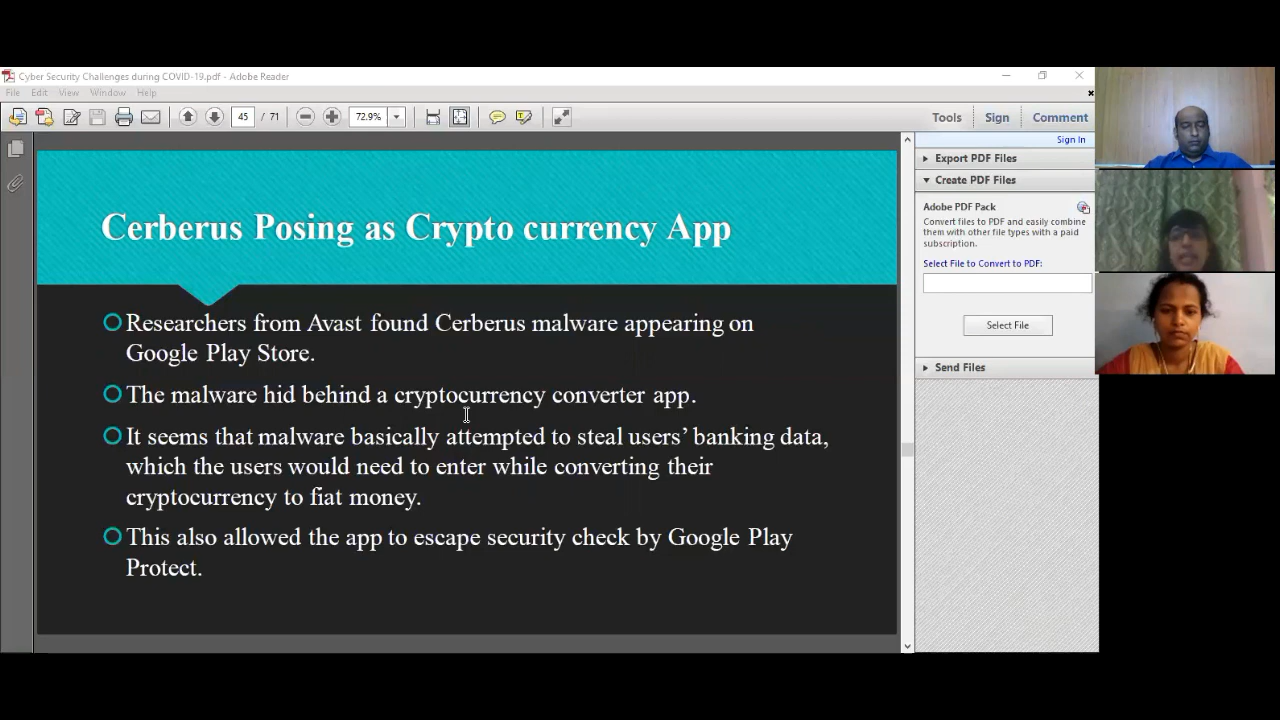 Cyber Security Challenges during COVID-19.pdf - Adobe Reader
File Edit View Window Help
45 / 71 72.9% Tools Sign Comment
Sign In
Export PDF Files
Create PDF Files
Adobe PDF Pack
Convert files to PDF and easily combine
them with other file types with a paid
subscription.
Select File to Convert to PDF:
Select File
Send Files
Cerberus Posing as Crypto currency App
Researchers from Avast found Cerberus malware appearing on
Google Play Store.
The malware hid behind a cryptocurrency converter app.
It seems that malware basically attempted to steal users’ banking data,
which the users would need to enter while converting their
cryptocurrency to fiat money.
This also allowed the app to escape security check by Google Play
Protect.